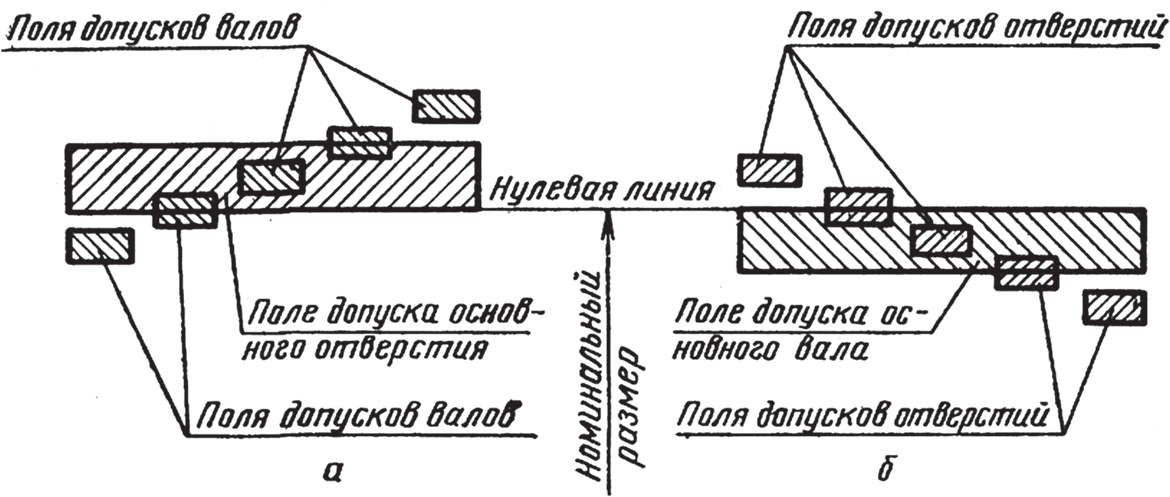 Поля допусков валов
Поля допусков отверстий
Нулевая линия
Поле допуска основ-
ного отверстия
Поле допуска ос-
новного вала
Номинальный
размер
Поля допусков валов
Поля допусков отверстий
а
б